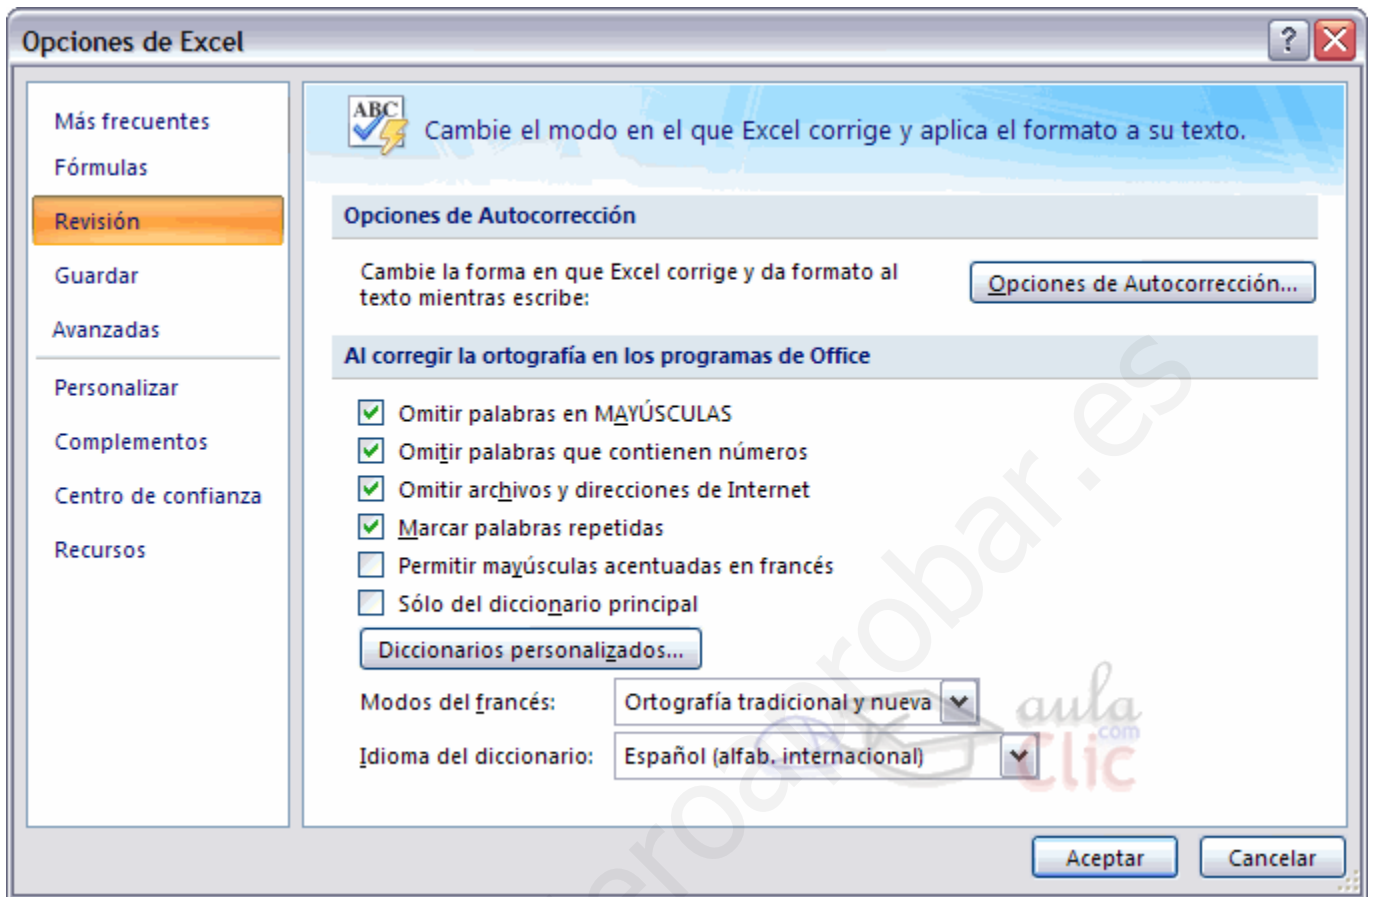 Opciones de Excel
Más frecuentes
Fórmulas
Revisión
Guardar
Avanzadas
Personalizar
Complementos
Centro de confianza
Recursos
ABC
Cambie el modo en el que Excel corrige y aplica el formato a su texto.
Opciones de Autocorrección
Cambie la forma en que Excel corrige y da formato al
texto mientras escribe:
Opciones de Autocorrección...
Al corregir la ortografía en los programas de Office
Omitir palabras en MAYÚSCULAS
Omitir palabras que contienen números
Omitir archivos y direcciones de Internet
Marcar palabras repetidas
Permitir mayúsculas acentuadas en francés
Sólo del diccionario principal
Diccionarios personalizados...
Modos del francés: Ortografía tradicional y nueva
Idioma del diccionario: Español (alfab. internacional)
aula
com
Clic
Aceptar Cancelar